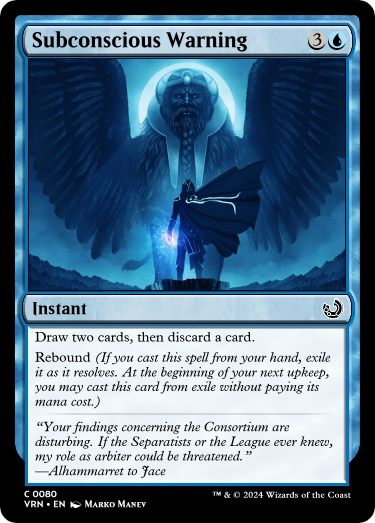 Subconscious Warning 3
Instant
Draw two cards, then discard a card.
Rebound (If you cast this spell from your hand, exile
it as it resolves. At the beginning of your next upkeep,
you may cast this card from exile without paying its
mana cost.)
“Your findings concerning the Consortium are
disturbing. If the Separatists or the League ever knew,
my role as arbiter could be threatened.”
—Alhammarret to Jace
C 0080
VRN • EN Marko Manev
™ & © 2024 Wizards of the Coast